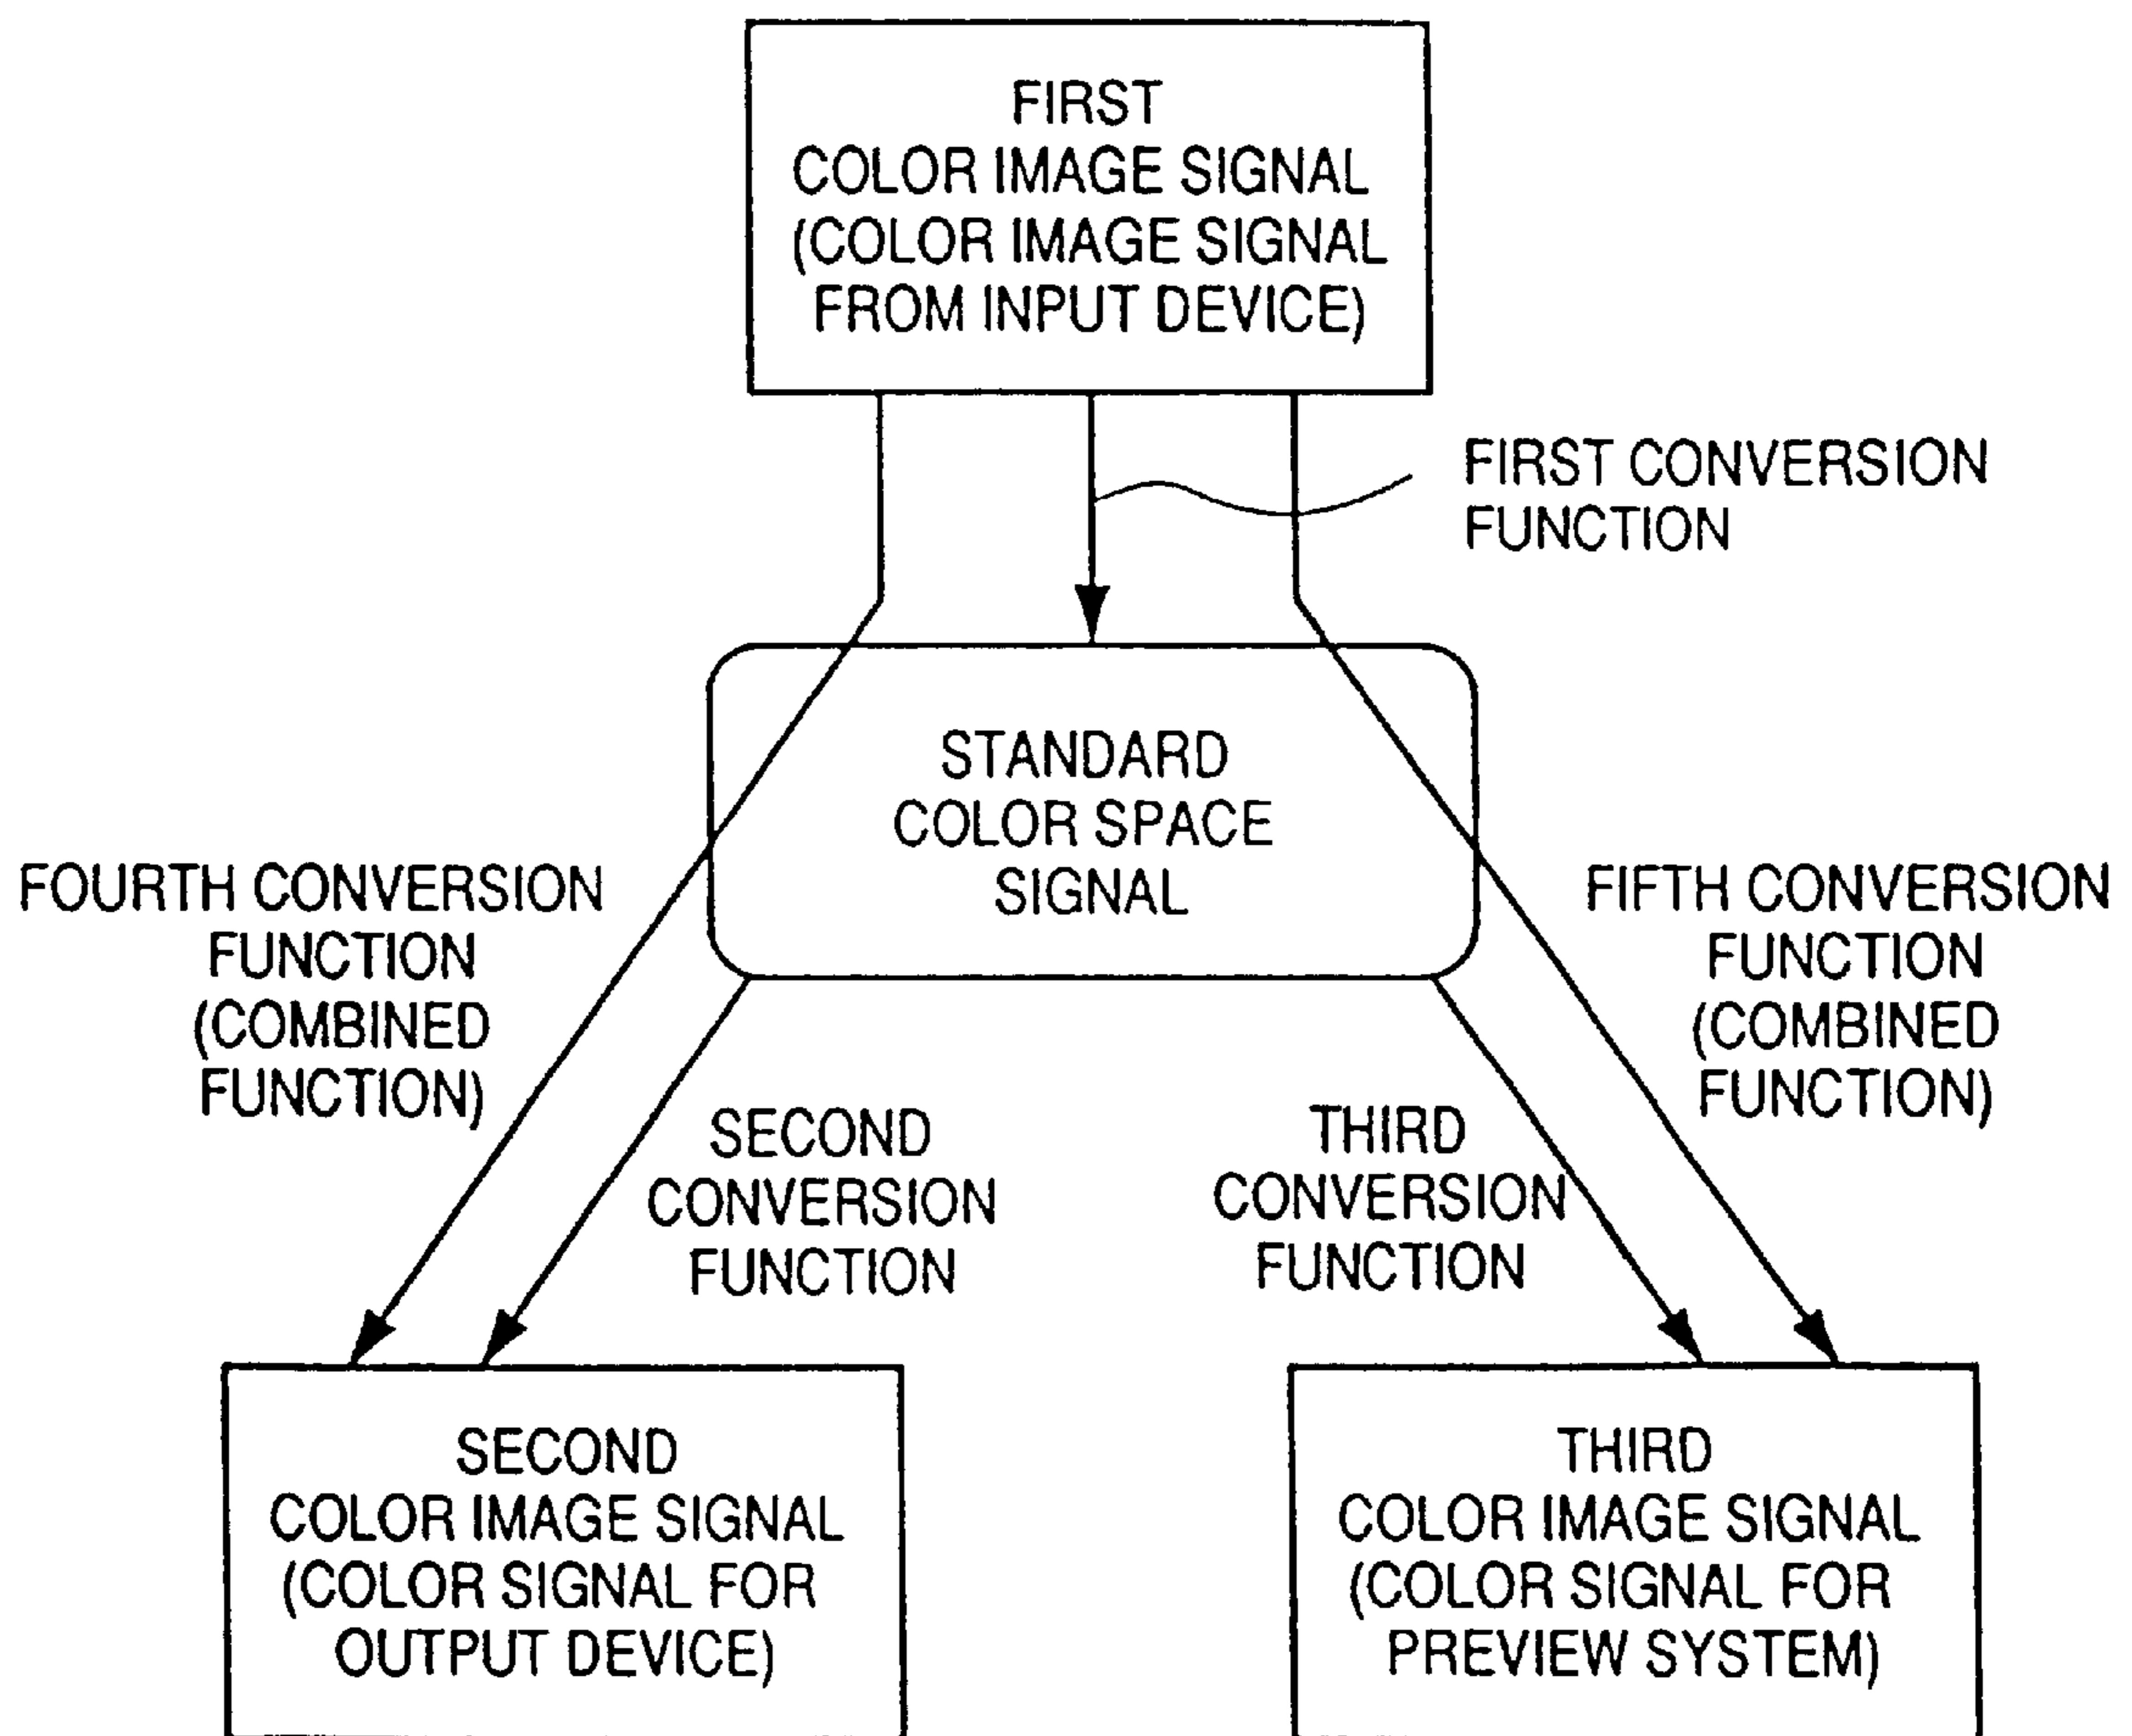 FIRST
COLOR IMAGE SIGNAL
(COLOR IMAGE SIGNAL
FROM INPUT DEVICE)
FIRST CONVERSION
FUNCTION
STANDARD
COLOR SPACE
SIGNAL
FOURTH CONVERSION
FUNCTION
(COMBINED
FUNCTION)
FIFTH CONVERSION
FUNCTION
(COMBINED
FUNCTION)
SECOND
CONVERSION
FUNCTION
THIRD
CONVERSION
FUNCTION
SECOND
COLOR IMAGE SIGNAL
(COLOR SIGNAL FOR
OUTPUT DEVICE)
THIRD
COLOR IMAGE SIGNAL
(COLOR SIGNAL FOR
PREVIEW SYSTEM)